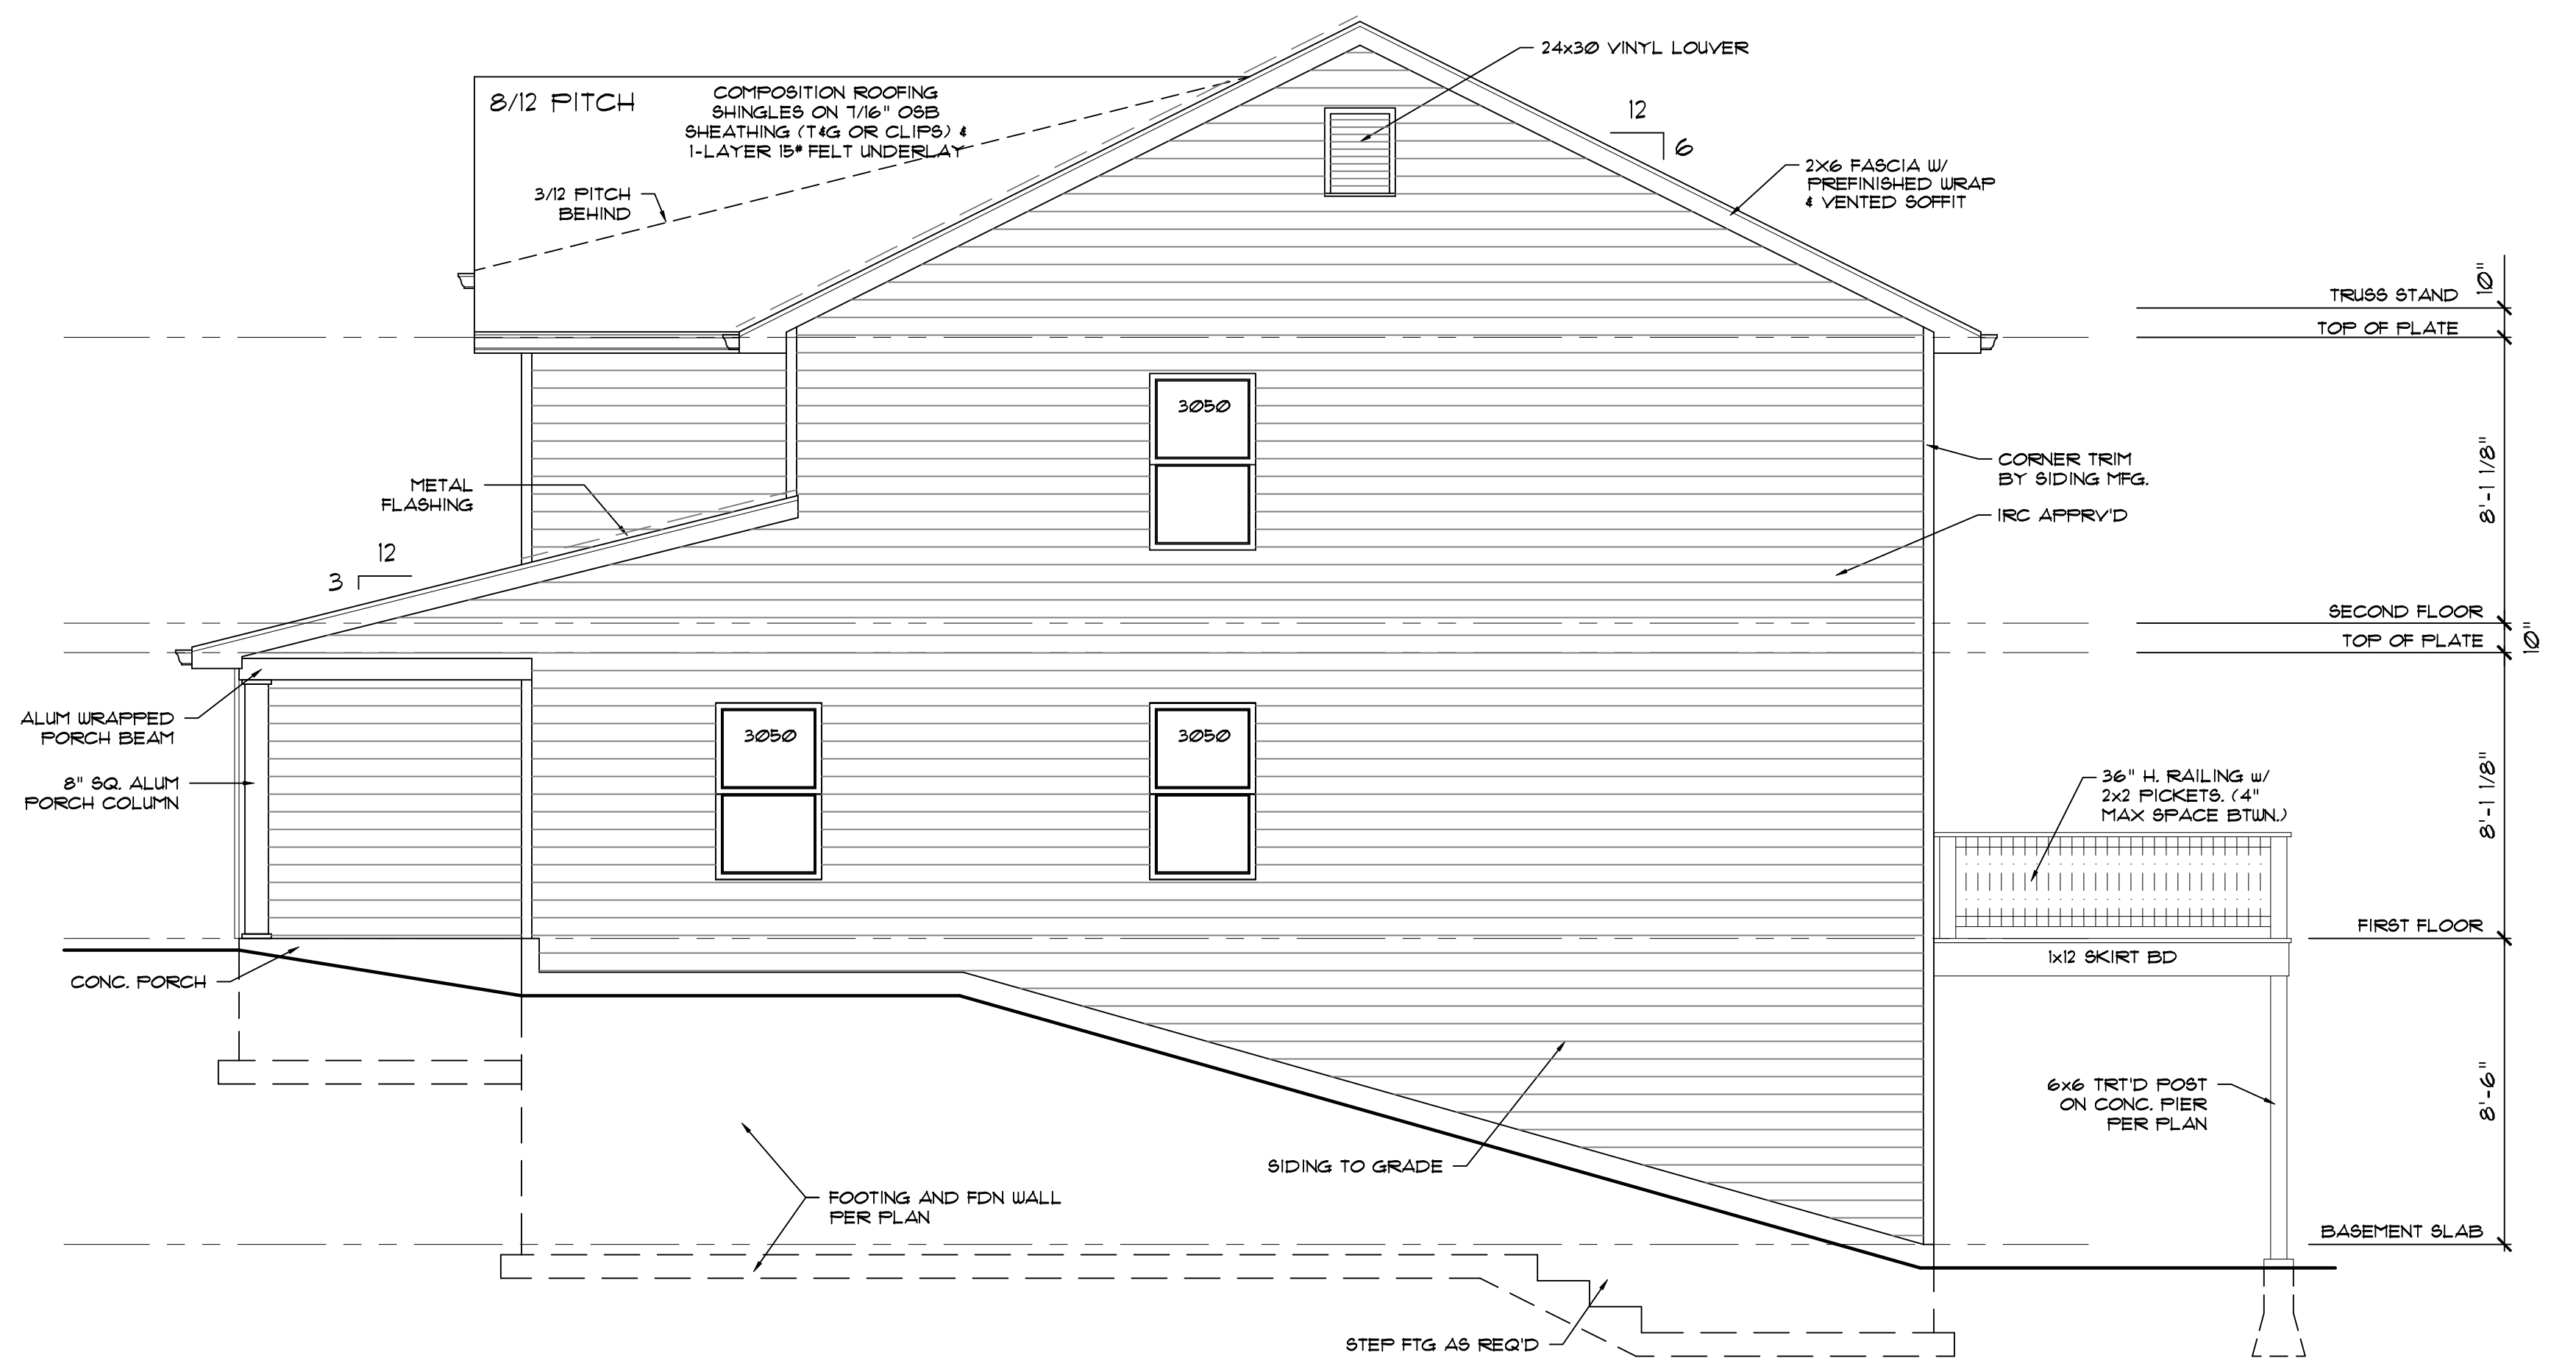 24x30 VINYL LOUVER
8/12 PITCH
COMPOSITION ROOFING
SHINGLES ON 7/16" OSB
SHEATHING (T&G OR CLIPS) &
1-LAYER 15# FELT UNDERLAY
12
6
2X6 FASCIA W/
PREFINISHED WRAP
& VENTED SOFFIT
3/12 PITCH
BEHIND
TRUSS STAND
10"
TOP OF PLATE
3050
CORNER TRIM
BY SIDING MFG.
8'-1 1/8"
METAL
FLASHING
IRC APPRV'D
12
3
SECOND FLOOR
TOP OF PLATE
10"
ALUM WRAPPED
PORCH BEAM
3050
3050
8" SQ. ALUM
PORCH COLUMN
36" H. RAILING w/
2x2 PICKETS. (4"
MAX SPACE BTWN.)
8'-1 1/8"
FIRST FLOOR
1x12 SKIRT BD
CONC. PORCH
6x6 TRT'D POST
ON CONC. PIER
PER PLAN
8'-6"
SIDING TO GRADE
FOOTING AND FDN WALL
PER PLAN
BASEMENT SLAB
STEP FTG AS REQ'D